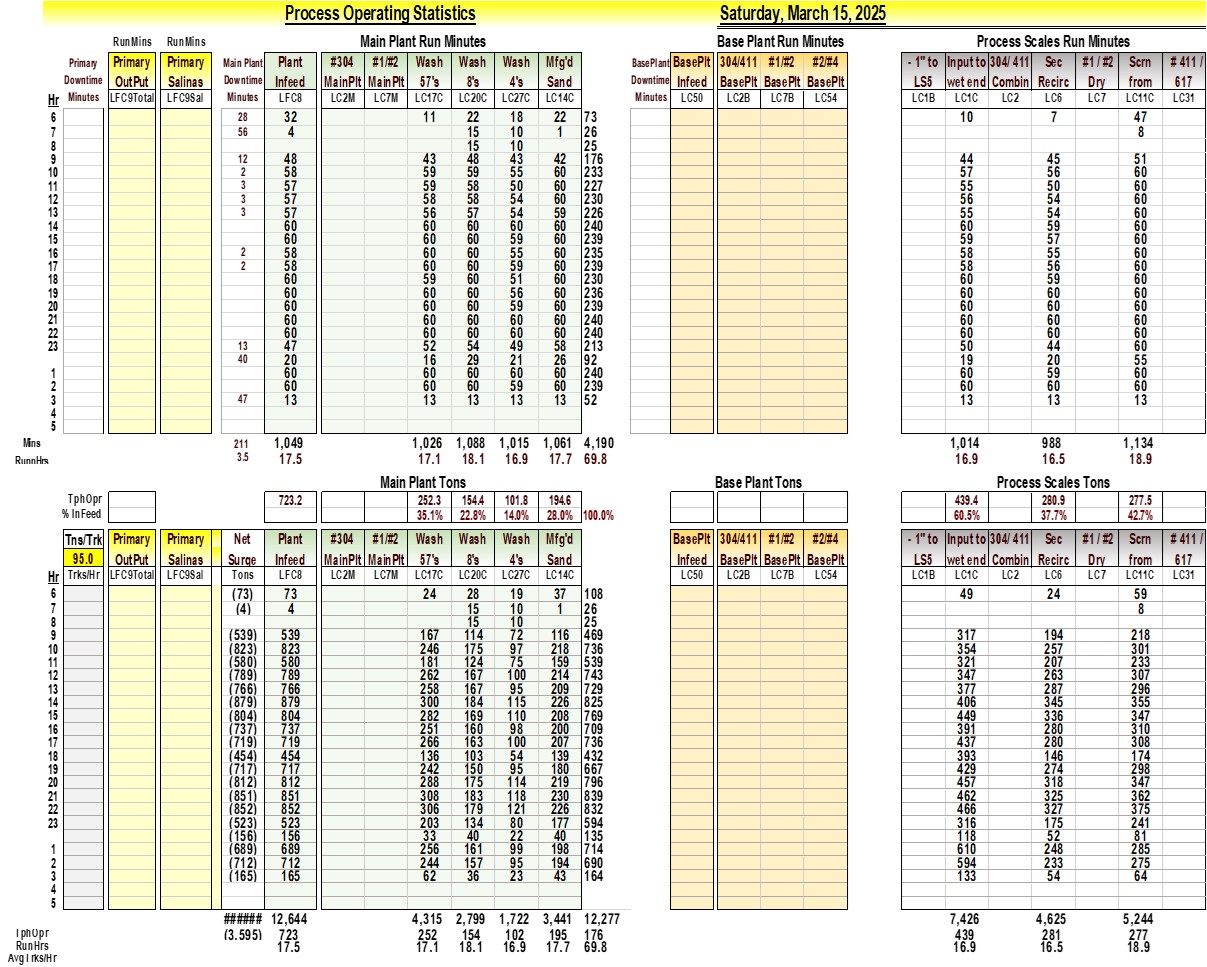 Process Operating Statistics Saturday, March 15, 2025
RunMins RunMins Main Plant Run Minutes Base Plant Run Minutes Process Scales Run Minutes
Primary Primary Primary Main Plant Plant #304 #1/#2 Wash Wash Wash Mfg'd BasePlant BasePlt 304/411 #1/#2 #2/#4 - 1" to Input to 304/ 411 Sec #1 / #2 Scrn # 411 /
Downtime OutPut Salinas Downtime Infeed MainPlt MainPlt 57's 8's 4's Sand Downtime Infeed BasePlt BasePlt BasePlt LS5 wet end Combin Recirc Dry from 617
Hr Minutes LFC9Total LFC9Sal Minutes LFC8 LC2M LC7M LC17C LC20C LC27C LC14C Minutes LC50 LC2B LC7B LC54 LC1B LC1C LC2 LC6 LC7 LC11C LC31
6 28 32 11 22 18 22 73 10 7 47
7 56 4 15 10 1 26 8
8 15 10 25
9 12 48 43 48 43 42 176 44 45 51
10 2 58 59 59 55 60 233 57 56 60
11 3 57 59 58 50 60 227 55 50 60
12 3 57 58 58 54 60 230 56 54 60
13 3 57 56 57 54 59 226 55 54 60
14 60 60 60 60 60 240 60 59 60
15 60 60 60 59 60 239 59 57 60
16 2 58 60 60 55 60 235 58 55 60
17 2 58 60 60 59 60 239 58 56 60
18 60 59 60 51 60 230 60 59 60
19 60 60 60 56 60 236 60 60 60
20 60 60 60 59 60 239 60 60 60
21 60 60 60 60 60 240 60 60 60
22 60 60 60 60 60 240 60 60 60
23 13 47 52 54 49 58 213 50 44 60
40 20 16 29 21 26 92 19 20 55
1 60 60 60 60 60 240 60 59 60
2 60 60 60 59 60 239 60 60 60
3 47 13 13 13 13 13 52 13 13 13
4
5
Mins 211 1,049 1,026 1,088 1,015 1,061 4,190 1,014 988 1,134
RunnHrs 3.5 17.5 17.1 18.1 16.9 17.7 69.8 16.9 16.5 18.9
Main Plant Tons Base Plant Tons Process Scales Tons
TphOpr 723.2 252.3 154.4 101.8 194.6 439.4 280.9 277.5
% InFeed 35.1% 22.8% 14.0% 28.0% 100.0% 60.5% 37.7% 42.7%
Tns/Trk Primary Primary Net Plant #304 #1/#2 Wash Wash Wash Mfg'd BasePlt 304/411 #1/#2 #2/#4 - 1" to Input to 304/ 411 Sec #1 / #2 Scrn # 411 /
95.0 OutPut Salinas Surge Infeed MainPlt MainPlt 57's 8's 4's Sand Infeed BasePlt BasePlt BasePlt LS5 wet end Combin Recirc Dry from 617
Hr Trks/Hr LFC9Total LFC9Sal Tons LFC8 LC2M LC7M LC17C LC20C LC27C LC14C LC50 LC2B LC7B LC54 LC1B LC1C LC2 LC6 LC7 LC11C LC31
6 (73) 73 24 28 19 37 108 49 24 59
7 (4) 4 15 10 1 26 8
8 15 10 25
9 (539) 539 167 114 72 116 469 317 194 218
10 (823) 823 246 175 97 218 736 354 257 301
11 (580) 580 181 124 75 159 539 321 207 233
12 (789) 789 262 167 100 214 743 347 263 307
13 (766) 766 258 167 95 209 729 377 287 296
14 (879) 879 300 184 115 226 825 406 345 355
15 (804) 804 282 169 110 208 769 449 336 347
16 (737) 737 251 160 98 200 709 391 280 310
17 (719) 719 266 163 100 207 736 437 280 308
18 (454) 454 136 103 54 139 432 393 146 174
19 (717) 717 242 150 95 180 667 429 274 298
20 (812) 812 288 175 114 219 796 457 318 347
21 (851) 851 308 183 118 230 839 462 325 362
22 (852) 852 306 179 121 226 832 466 327 375
23 (523) 523 203 134 80 177 594 316 175 241
(156) 156 33 40 22 40 135 118 52 81
1 (689) 689 256 161 99 198 714 610 248 285
2 (712) 712 244 157 95 194 690 594 233 275
3 (165) 165 62 36 23 43 164 133 54 64
4
5
###### 12,644 4,315 2,799 1,722 3,441 12,277 7,426 4,625 5,244
TphOpr (3.595) 723 252 154 102 195 176 439 281 277
RunHrs 17.5 17.1 18.1 16.9 17.7 69.8 16.9 16.5 18.9
AvgTrks/Hr